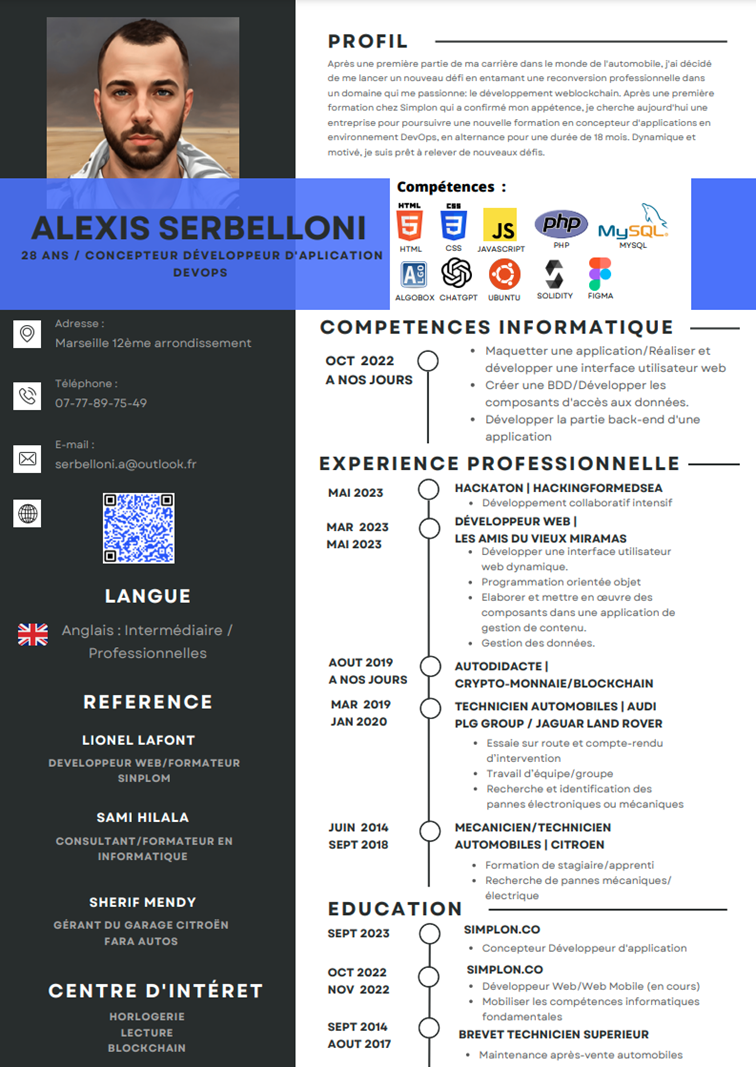 ALEXIS SERBELLONI
28 ANS / CONCEPTEUR DÉVELOPPEUR D'APLICATION
DEVOPS
Adresse :
Marseille 12ème arrondissement
Téléphone :
07-77-89-75-49
E-mail :
serbelloni.a@outlook.fr
LANGUE
Anglais : Intermédiaire /
Professionnelles
REFERENCE
LIONEL LAFONT
DEVELOPPEUR WEB/FORMATEUR
SINPLOM
SAMI HILALA
CONSULTANT/FORMATEUR EN
INFORMATIQUE
SHERIF MENDY
GÉRANT DU GARAGE CITROËN
FARA AUTOS
CENTRE D'INTÉRET
HORLOGERIE
LECTURE
BLOCKCHAIN
PROFIL
Après une première partie de ma carrière dans le monde de l'automobile, j'ai décidé
de me lancer un nouveau défi en entamant une reconversion professionnelle dans
un domaine qui me passionne: le développement weblockchain. Après une première
formation chez Simplon qui a confirmé mon appétence, je cherche aujourd'hui une
entreprise pour poursuivre une nouvelle formation en concepteur d'applications en
environnement DevOps, en alternance pour une durée de 18 mois. Dynamique et
motivé, je suis prêt à relever de nouveaux défis.
Compétences :
HTML CSS JS php MySQL
HTML CSS JAVASCRIPT PHP MYSQL
ALGO
ALGOBOX CHATGPT UBUNTU SOLIDITY FIGMA
COMPETENCES INFORMATIQUE
OCT 2022
A NOS JOURS
• Maquetter une application/Réaliser et
développer une interface utilisateur web
• Créer une BDD/Développer les
composants d'accès aux données.
• Développer la partie back-end d'une
application
EXPERIENCE PROFESSIONNELLE
MAI 2023
HACKATON | HACKINGFORMEDSEA
• Développement collaboratif intensif
MAR 2023
MAI 2023
DÉVELOPPEUR WEB |
LES AMIS DU VIEUX MIRAMAS
• Développer une interface utilisateur
web dynamique.
• Programmation orientée objet
• Elaborer et mettre en œuvre des
composants dans une application de
gestion de contenu.
• Gestion des données.
AOUT 2019
A NOS JOURS
AUTODIDACTE |
CRYPTO-MONNAIE/BLOCKCHAIN
MAR 2019
JAN 2020
TECHNICIEN AUTOMOBILES | AUDI
PLG GROUP / JAGUAR LAND ROVER
• Essaie sur route et compte-rendu
d'intervention
• Travail d'équipe/groupe
• Recherche et identification des
pannes électroniques ou mécaniques
JUIN 2014
SEPT 2018
MECANICIEN/TECHNICIEN
AUTOMOBILES | CITROEN
• Formation de stagiaire/apprenti
• Recherche de pannes mécaniques/
électrique
EDUCATION
SEPT 2023
SIMPLON.CO
• Concepteur Développeur d'application
OCT 2022
NOV 2022
SIMPLON.CO
• Développeur Web/Web Mobile (en cours)
• Mobiliser les compétences informatiques
fondamentales
SEPT 2014
AOUT 2017
BREVET TECHNICIEN SUPERIEUR
• Maintenance après-vente automobiles